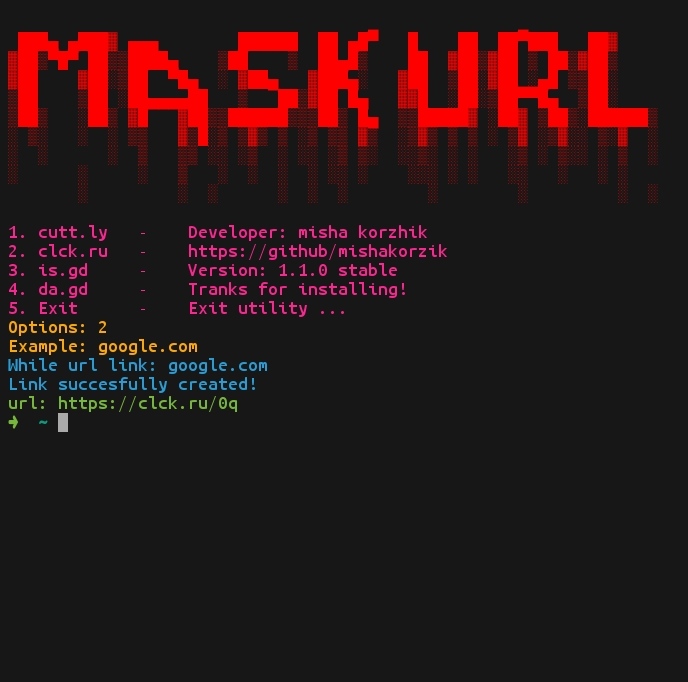 MASKURL
1. cutt.ly - Developer: misha korzhik
2. clck.ru - https://github/mishakorzik
3. is.gd - Version: 1.1.0 stable
4. da.gd - Tranks for installing!
5. Exit - Exit utility ...
Options: 2
Example: google.com
While url link: google.com
Link succesfully created!
url: https://clck.ru/0q
➜ ~